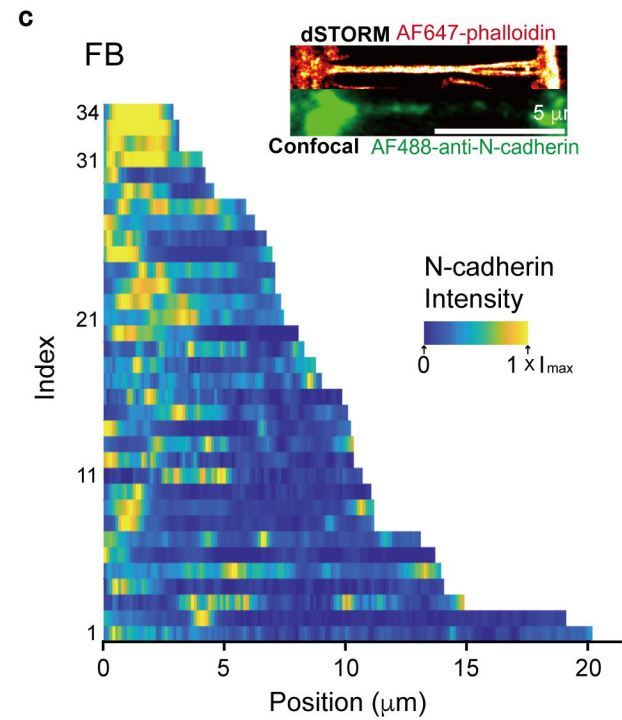 c
FB
dSTORM AF647-phalloidin
5 μm
Confocal AF488-anti-N-cadherin
N-cadherin
Intensity
0
1 x Imax
Index
34
31
21
11
1
0 5 10 15 20
Position (μm)